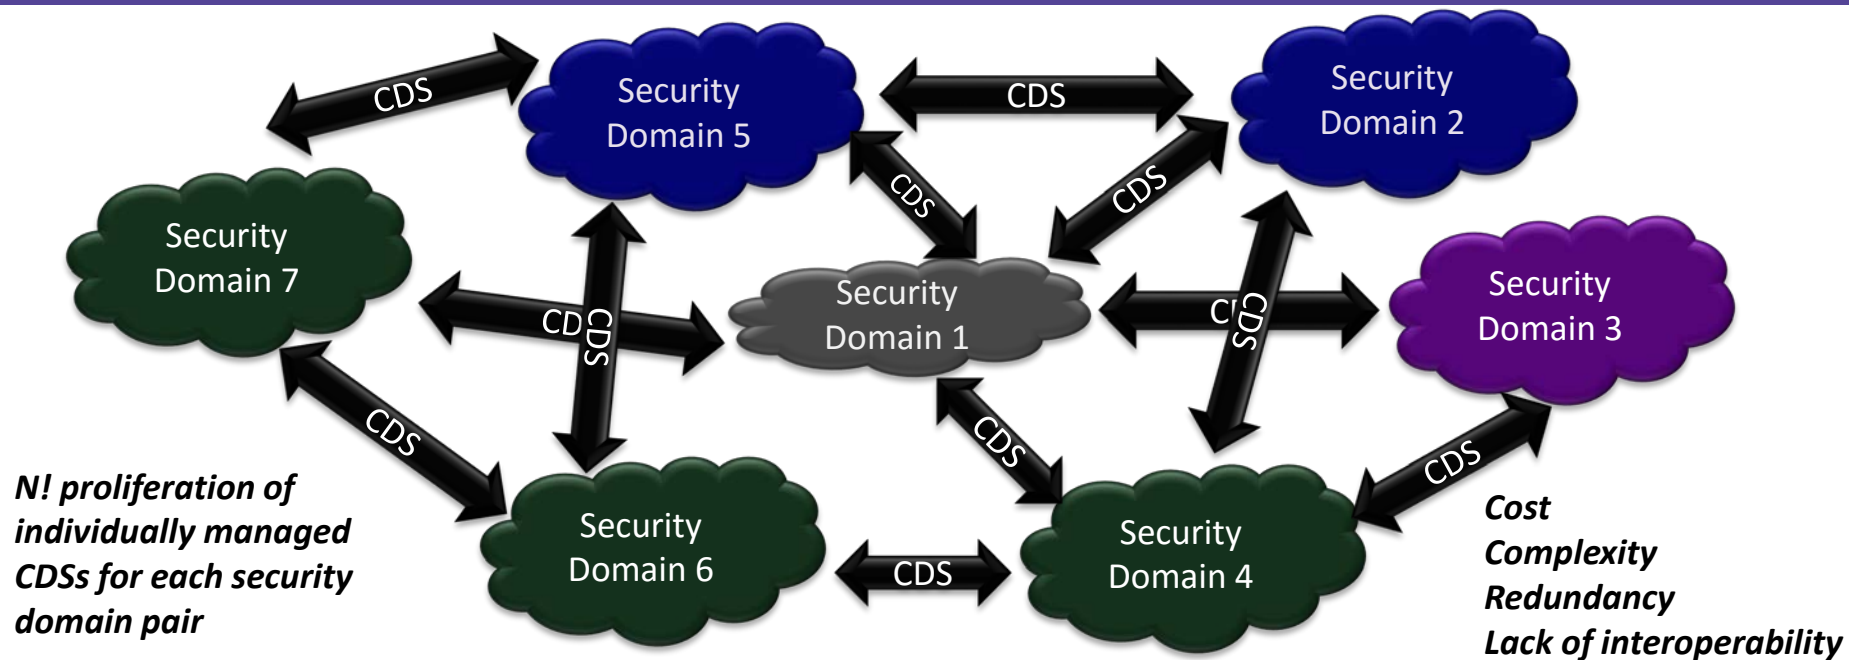 CDS
Security
Domain 5
CDS
Security
Domain 2
CDS
CDS
Security
Domain 7
CDS
CDS
Security
Domain 1
CDS
CDS
Security
Domain 3
CDS
CDS
CDS
Security
Domain 6
CDS
Security
Domain 4
N! proliferation of
individually managed
CDSs for each security
domain pair
Cost
Complexity
Redundancy
Lack of interoperability